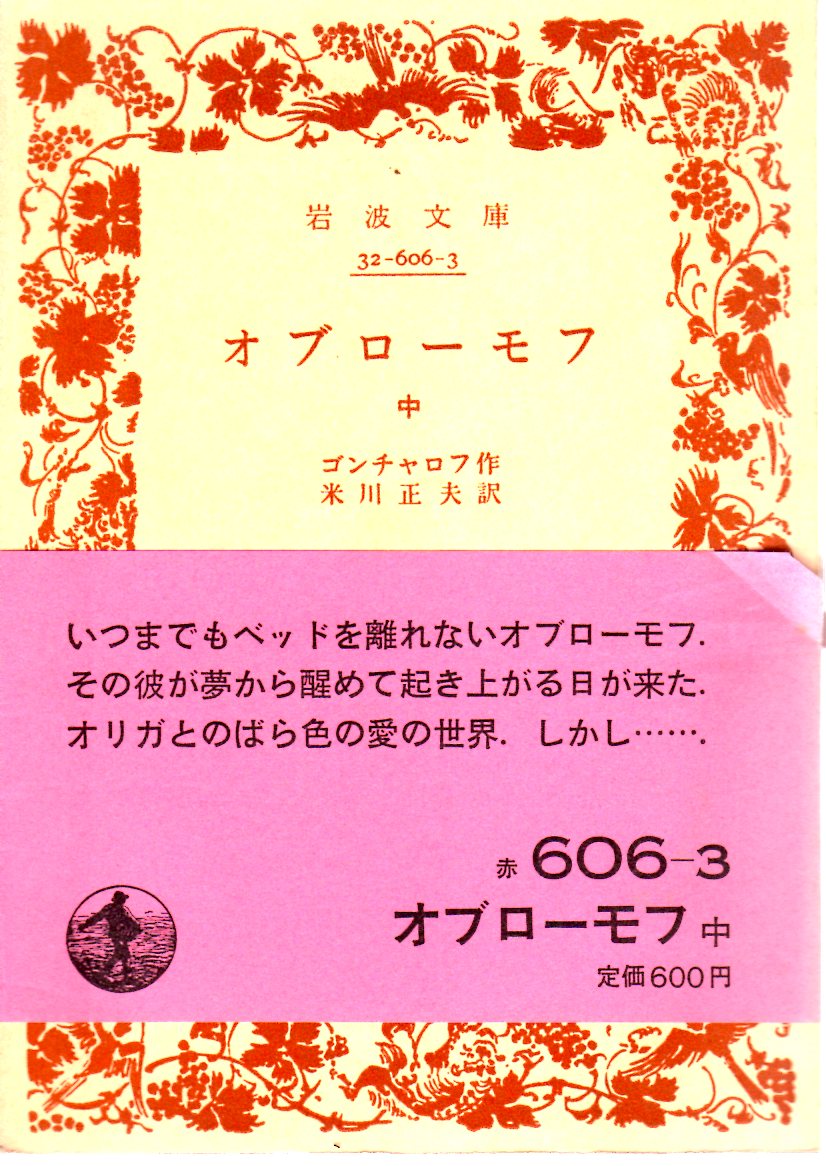 岩波文庫
32-606-3
オブローモフ
中
ゴンチャロフ作
米川正夫訳
いつまでもベッドを離れないオブローモフ.
その彼が夢から醒めて起き上がる日が来た.
オリガとのばら色の愛の世界. しかし…….
赤 606-3
オブローモフ 中
定価600円